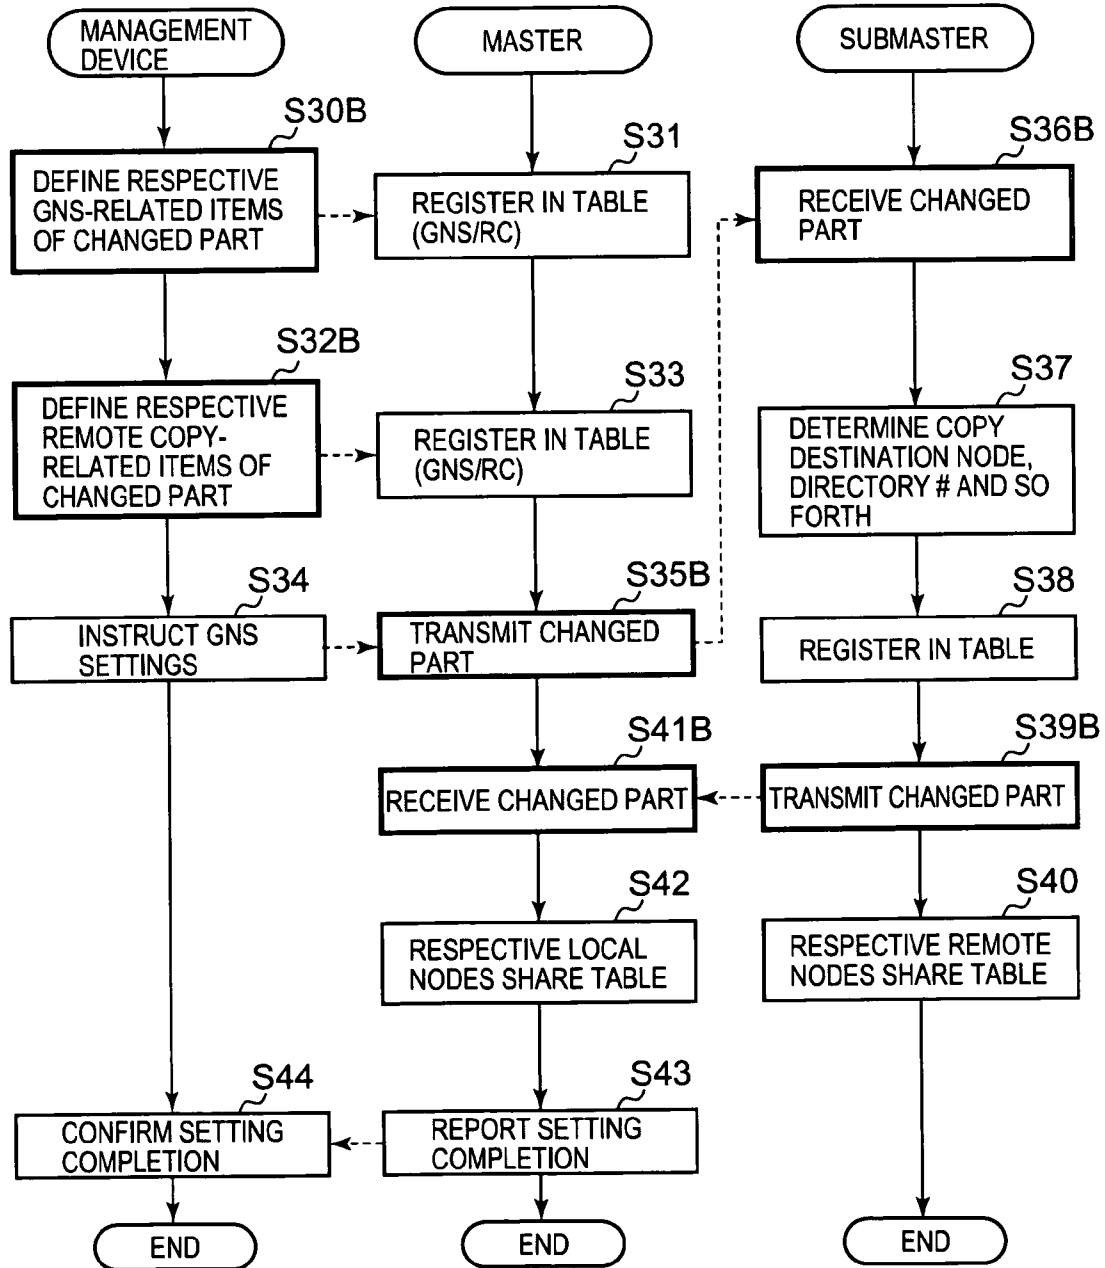 MANAGEMENT
DEVICE
S30B
DEFINE RESPECTIVE
GNS-RELATED ITEMS
OF CHANGED PART
S32B
DEFINE RESPECTIVE
REMOTE COPY-
RELATED ITEMS OF
CHANGED PART
S34
INSTRUCT GNS
SETTINGS
S44
CONFIRM SETTING
COMPLETION
END
MASTER
S31
REGISTER IN TABLE
(GNS/RC)
S33
REGISTER IN TABLE
(GNS/RC)
S35B
TRANSMIT CHANGED
PART
S41B
RECEIVE CHANGED PART
S42
RESPECTIVE LOCAL
NODES SHARE TABLE
S43
REPORT SETTING
COMPLETION
END
SUBMASTER
S36B
RECEIVE CHANGED
PART
S37
DETERMINE COPY
DESTINATION NODE,
DIRECTORY # AND SO
FORTH
S38
REGISTER IN TABLE
S39B
TRANSMIT CHANGED PART
S40
RESPECTIVE REMOTE
NODES SHARE TABLE
END